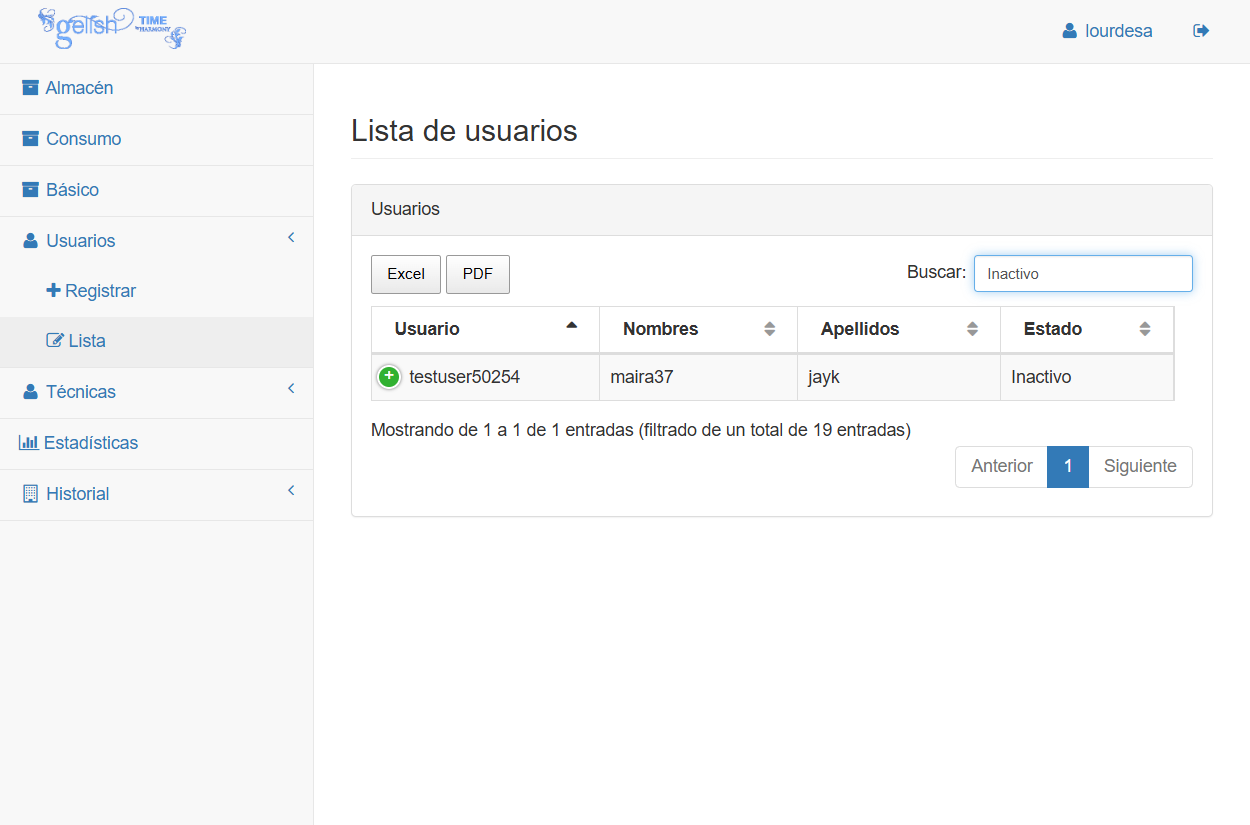 gelish TIME
IN HARMONY
lourdesa
Almacén
Consumo
Básico
Usuarios
Registrar
Lista
Técnicas
Estadísticas
Historial
Lista de usuarios
Usuarios
Excel PDF Buscar: Inactivo
Usuario Nombres Apellidos Estado
testuser50254 maira37 jayk Inactivo
Mostrando de 1 a 1 de 1 entradas (filtrado de un total de 19 entradas)
Anterior 1 Siguiente